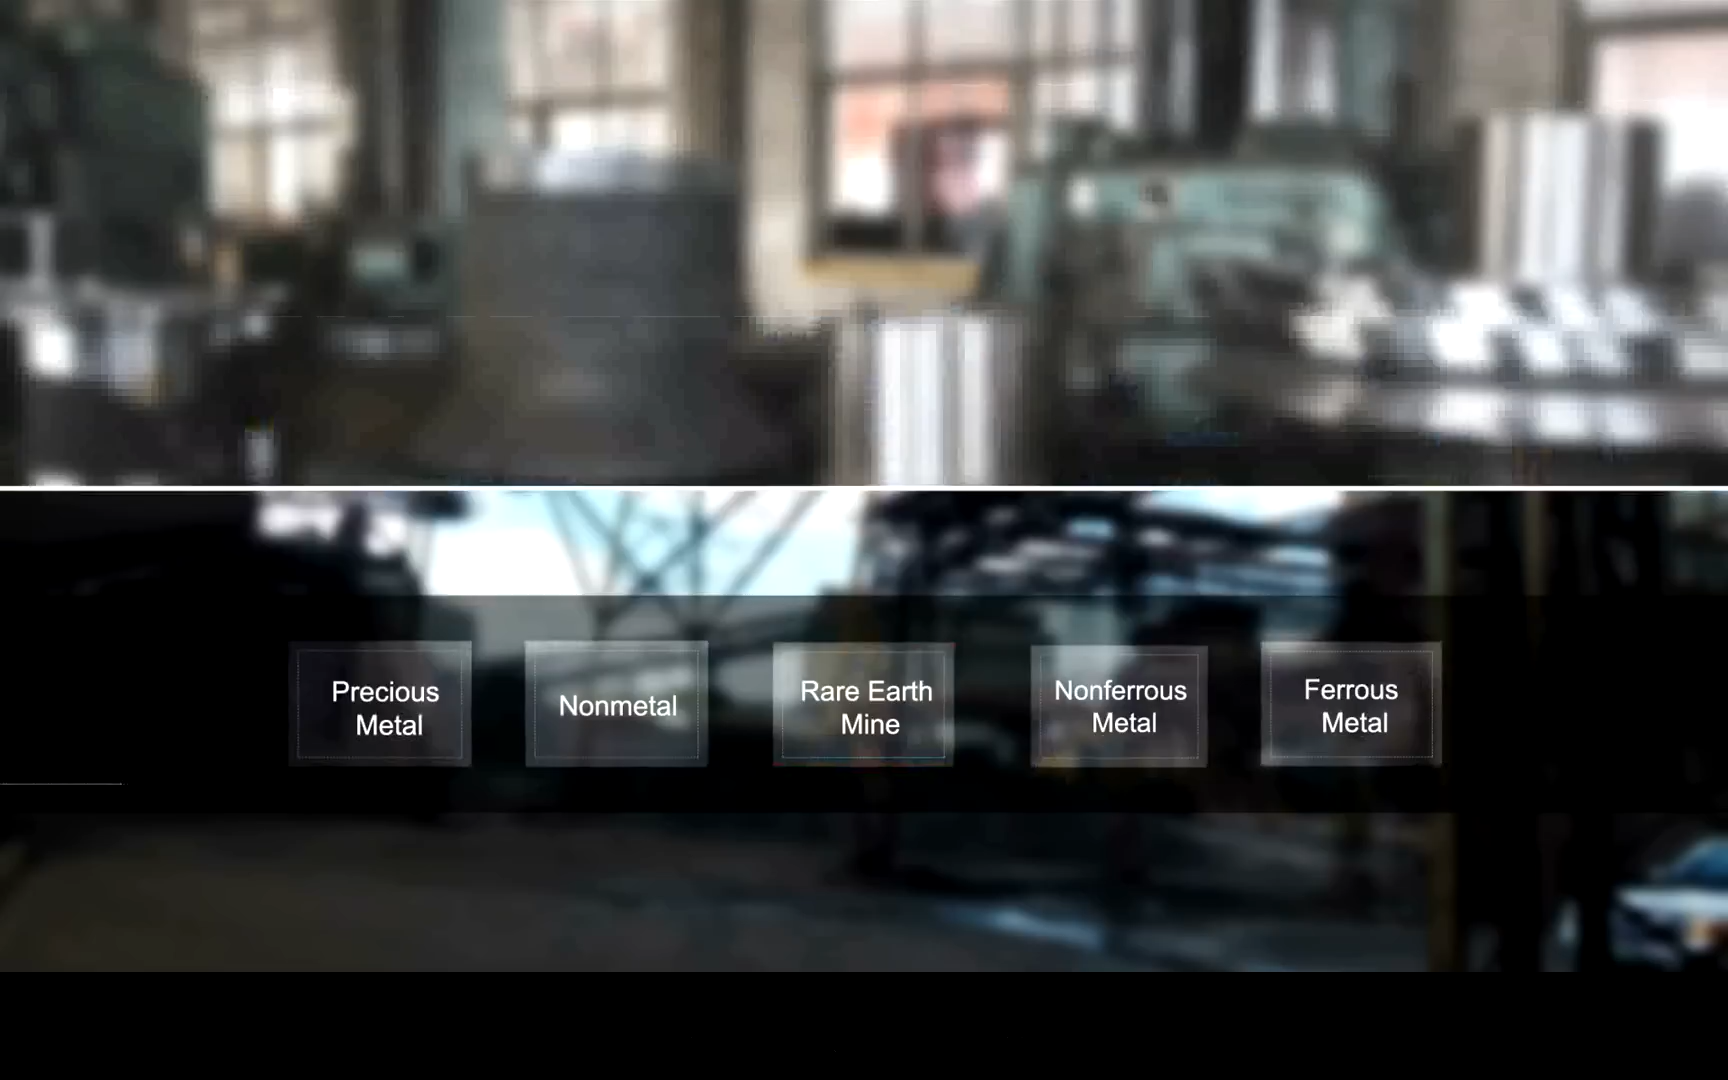 Precious
Metal
Nonmetal
Rare Earth
Mine
Nonferrous
Metal
Ferrous
Metal